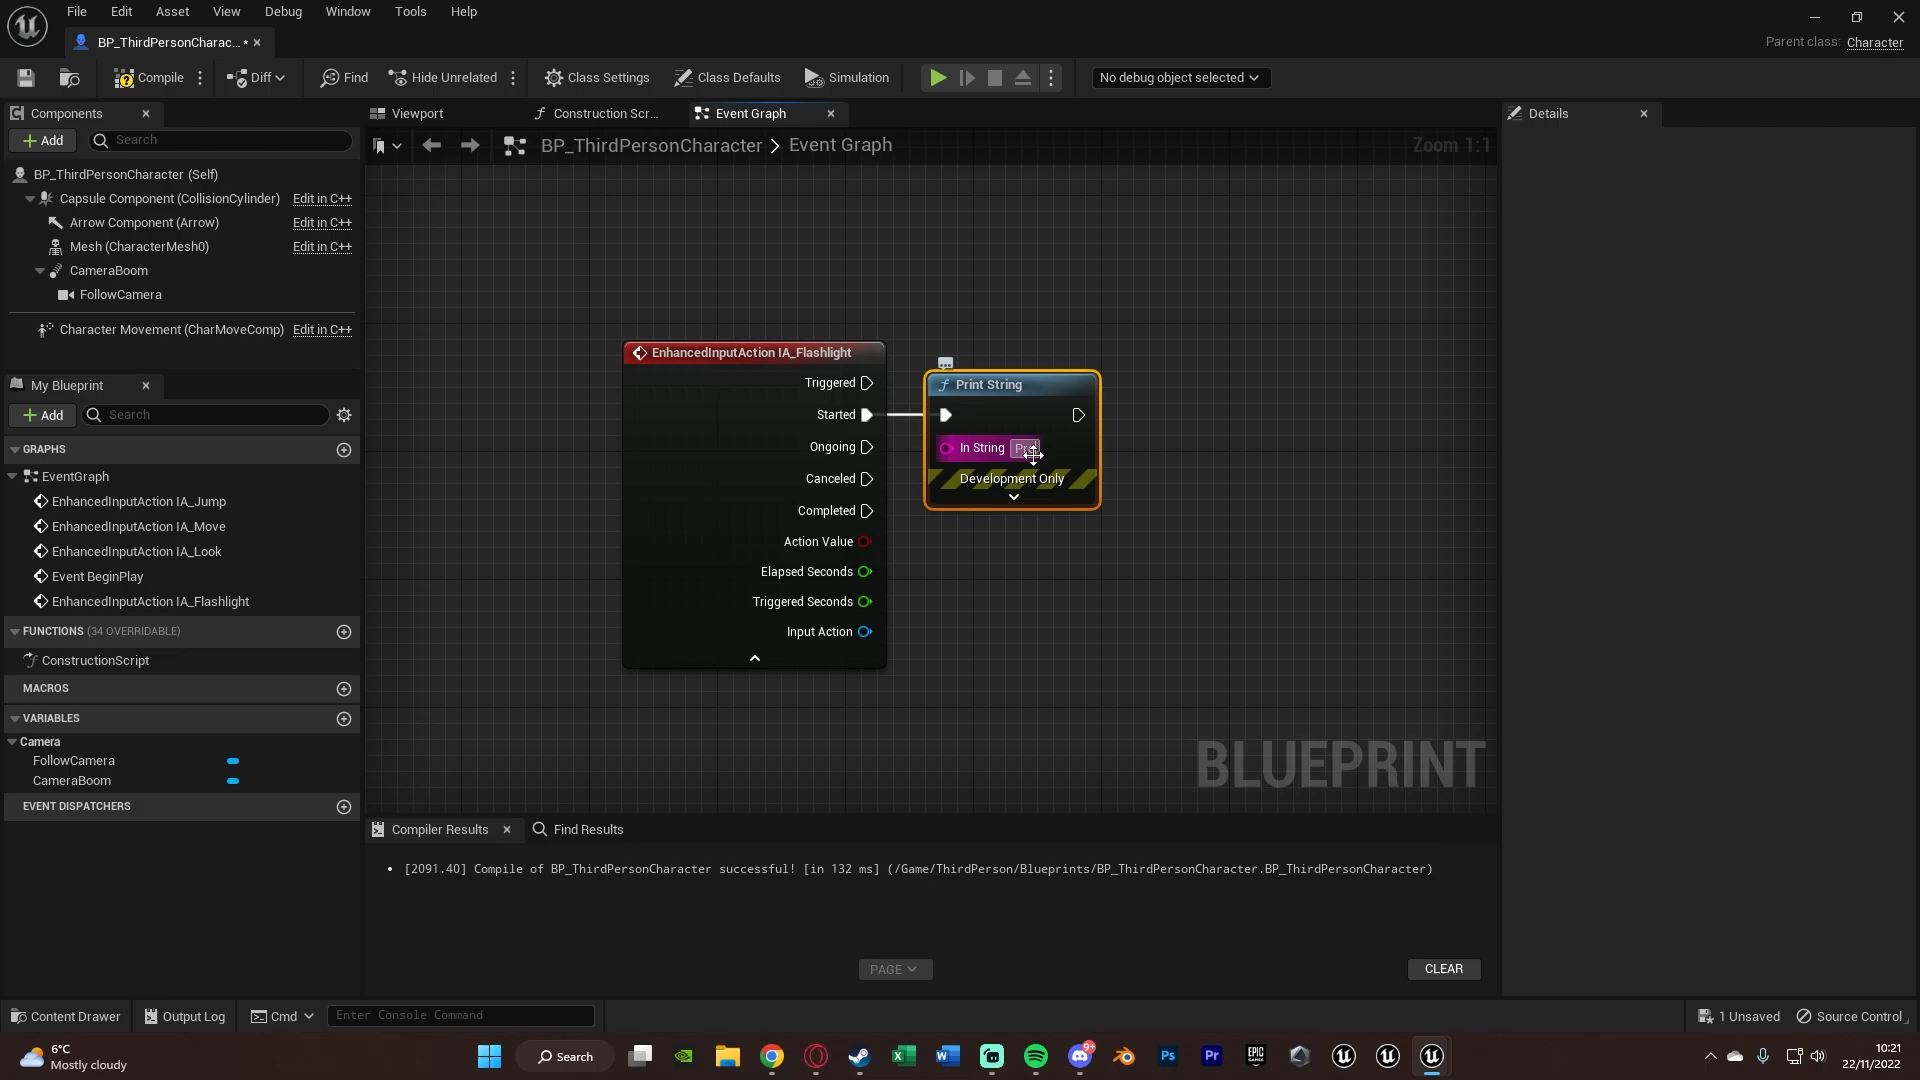 File Edit Asset View Debug Window Tools Help
BP_ThirdPersonCharac... •
Parent class: Character
Compile Diff Find Hide Unrelated Class Settings Class Defaults Simulation No debug object selected
Components
Viewport Construction Scr... Event Graph
Details
Add Search
BP_ThirdPersonCharacter > Event Graph
Zoom 1:1
BP_ThirdPersonCharacter (Self)
Capsule Component (CollisionCylinder) Edit in C++
Arrow Component (Arrow) Edit in C++
Mesh (CharacterMesh0) Edit in C++
CameraBoom
FollowCamera
Character Movement (CharMoveComp) Edit in C++
My Blueprint
Add Search
GRAPHS
EventGraph
EnhancedInputAction IA_Jump
EnhancedInputAction IA_Move
EnhancedInputAction IA_Look
Event BeginPlay
EnhancedInputAction IA_Flashlight
FUNCTIONS (34 OVERRIDABLE)
ConstructionScript
MACROS
VARIABLES
Camera
FollowCamera
CameraBoom
EVENT DISPATCHERS
EnhancedInputAction IA_Flashlight
Triggered
Started
Ongoing
Canceled
Completed
Action Value
Elapsed Seconds
Triggered Seconds
Input Action
Print String
In String
Development Only
BLUEPRINT
Compiler Results Find Results
• [2091.40] Compile of BP_ThirdPersonCharacter successful! [in 132 ms] (/Game/ThirdPerson/Blueprints/BP_ThirdPersonCharacter.BP_ThirdPersonCharacter)
PAGE
CLEAR
Content Drawer Output Log Cmd Enter Console Command
1 Unsaved Source Control
6°C
Mostly cloudy
Search
9+
Ps
Pr
EPIC
GAMES
10:21
22/11/2022